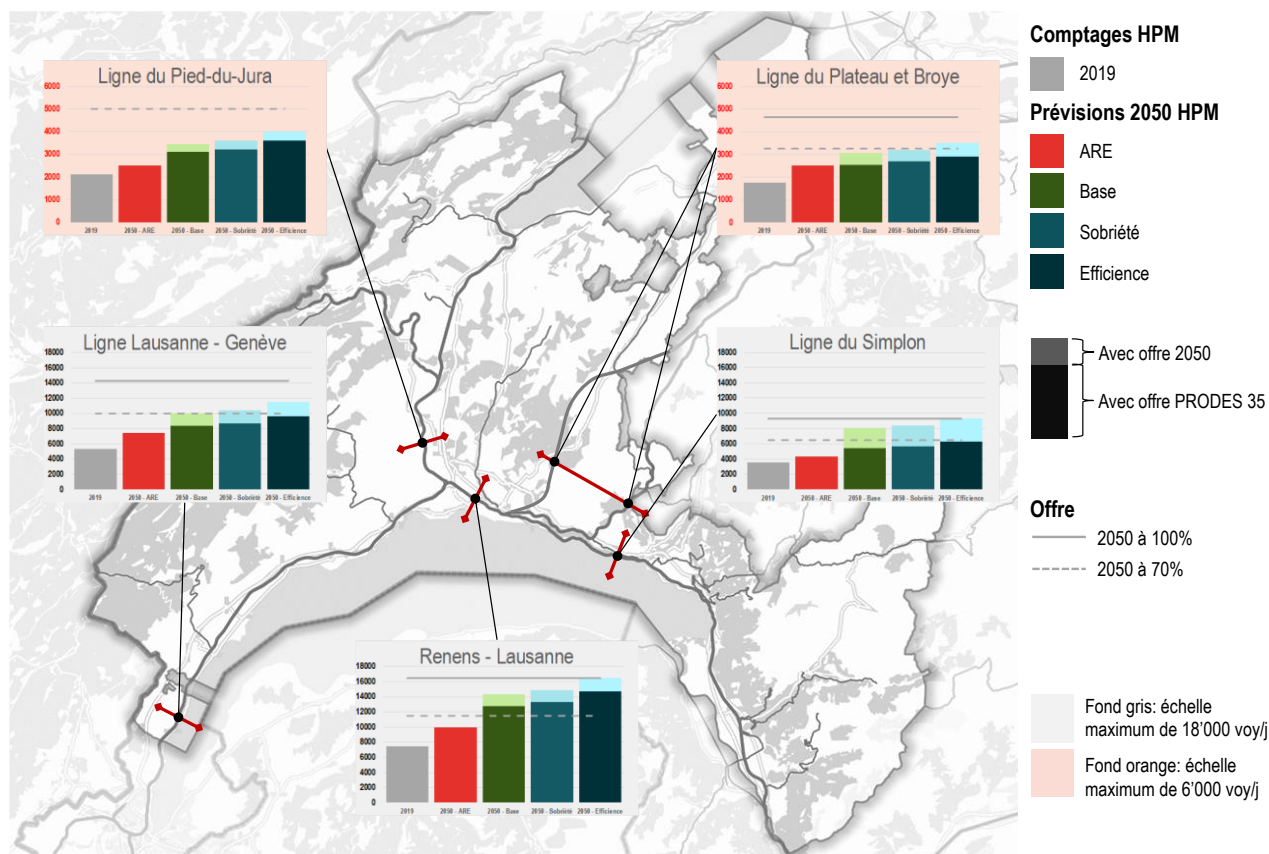 Ligne du Pied-du-Jura
6000
5000
4000
3000
2000
1000
0
2019
2050 - ARE
2050 - Base
2050 - Sobriété
2050 - Efficience
Ligne du Plateau et Broye
6000
5000
4000
3000
2000
1000
0
2019
2050 - ARE
2050 - Base
2050 - Sobriété
2050 - Efficience
Ligne Lausanne - Genève
18000
16000
14000
12000
10000
8000
6000
4000
2000
0
2019
2050 - ARE
2050 - Base
2050 - Sobriété
2050 - Efficience
Ligne du Simplon
18000
16000
14000
12000
10000
8000
6000
4000
2000
0
2019
2050 - ARE
2050 - Base
2050 - Sobriété
2050 - Efficience
Renens - Lausanne
18000
16000
14000
12000
10000
8000
6000
4000
2000
0
2019
2050 - ARE
2050 - Base
2050 - Sobriété
2050 - Efficience
Comptages HPM
2019
Prévisions 2050 HPM
ARE
Base
Sobriété
Efficience
Avec offre 2050
Avec offre PRODES 35
Offre
2050 à 100%
2050 à 70%
Fond gris: échelle
maximum de 18'000 voy/j
Fond orange: échelle
maximum de 6'000 voy/j